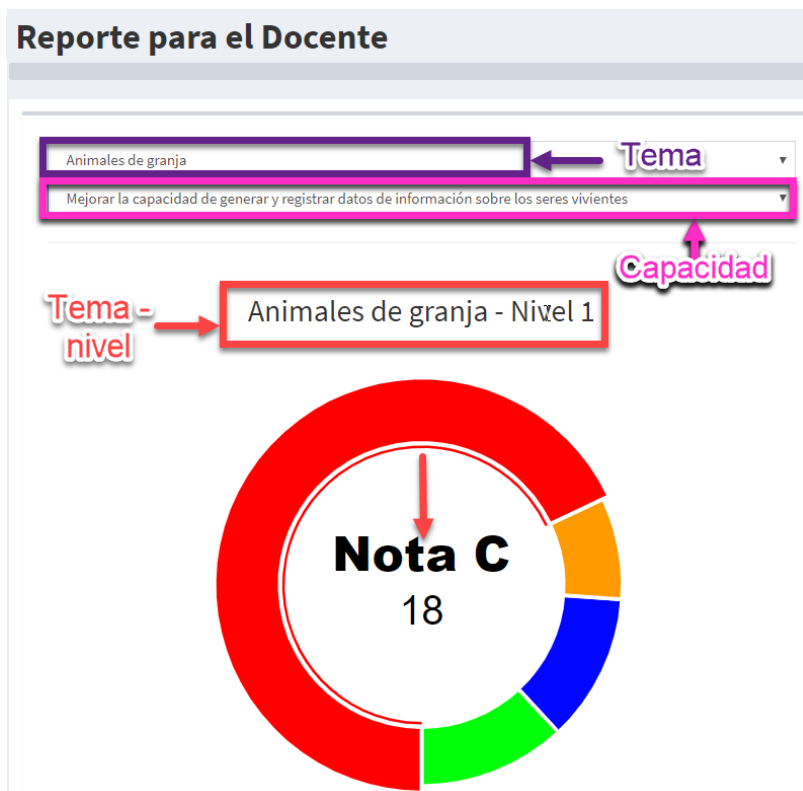 Reporte para el Docente
Animales de granja
Tema
Mejorar la capacidad de generar y registrar datos de información sobre los seres vivientes
Capacidad
Tema -
nivel
Animales de granja - Nivel 1
Nota C
18